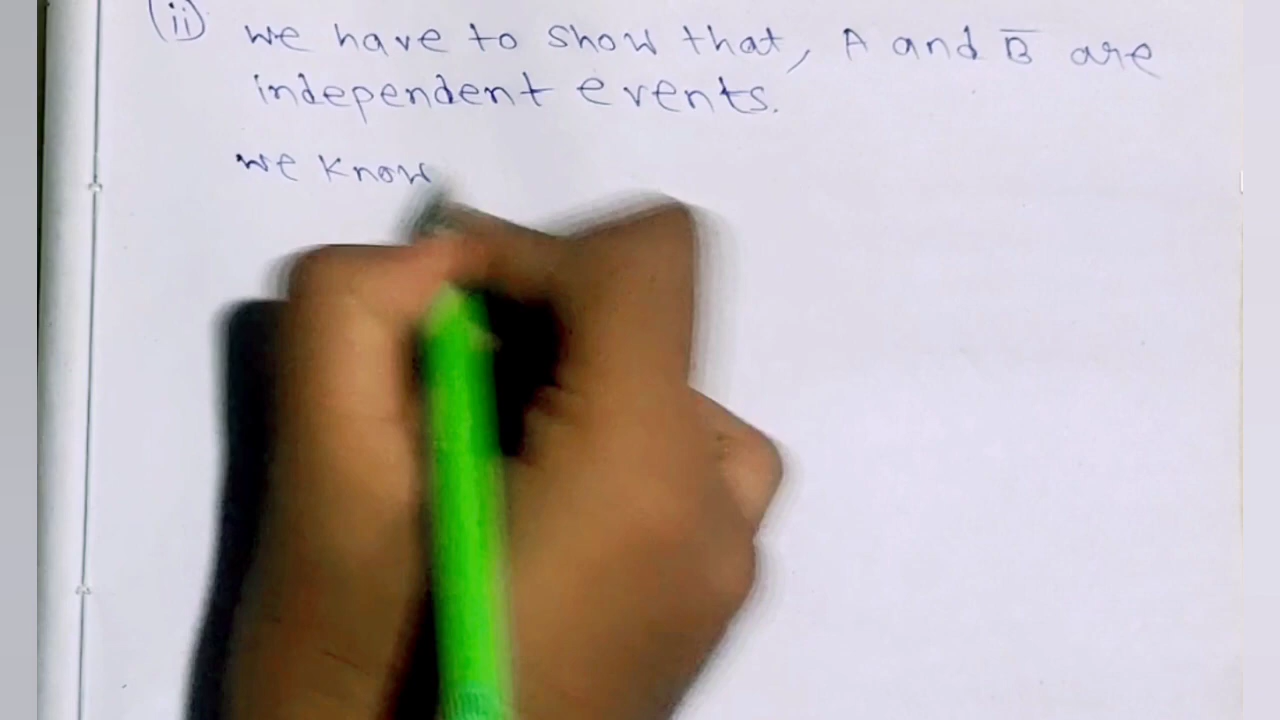 (ii) we have to show that, A and B̅ are
independent events.
we know